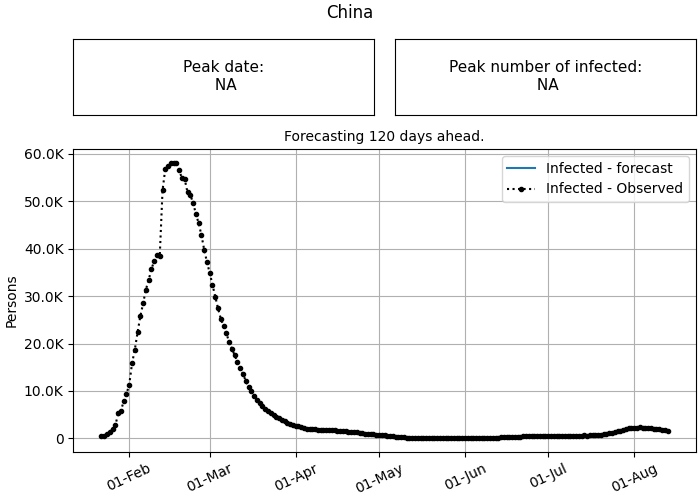 China
Peak date:
NA
Peak number of infected:
NA
Forecasting 120 days ahead.
Infected - forecast
Infected - Observed
Persons
60.0K
50.0K
40.0K
30.0K
20.0K
10.0K
0
01-Feb
01-Mar
01-Apr
01-May
01-Jun
01-Jul
01-Aug